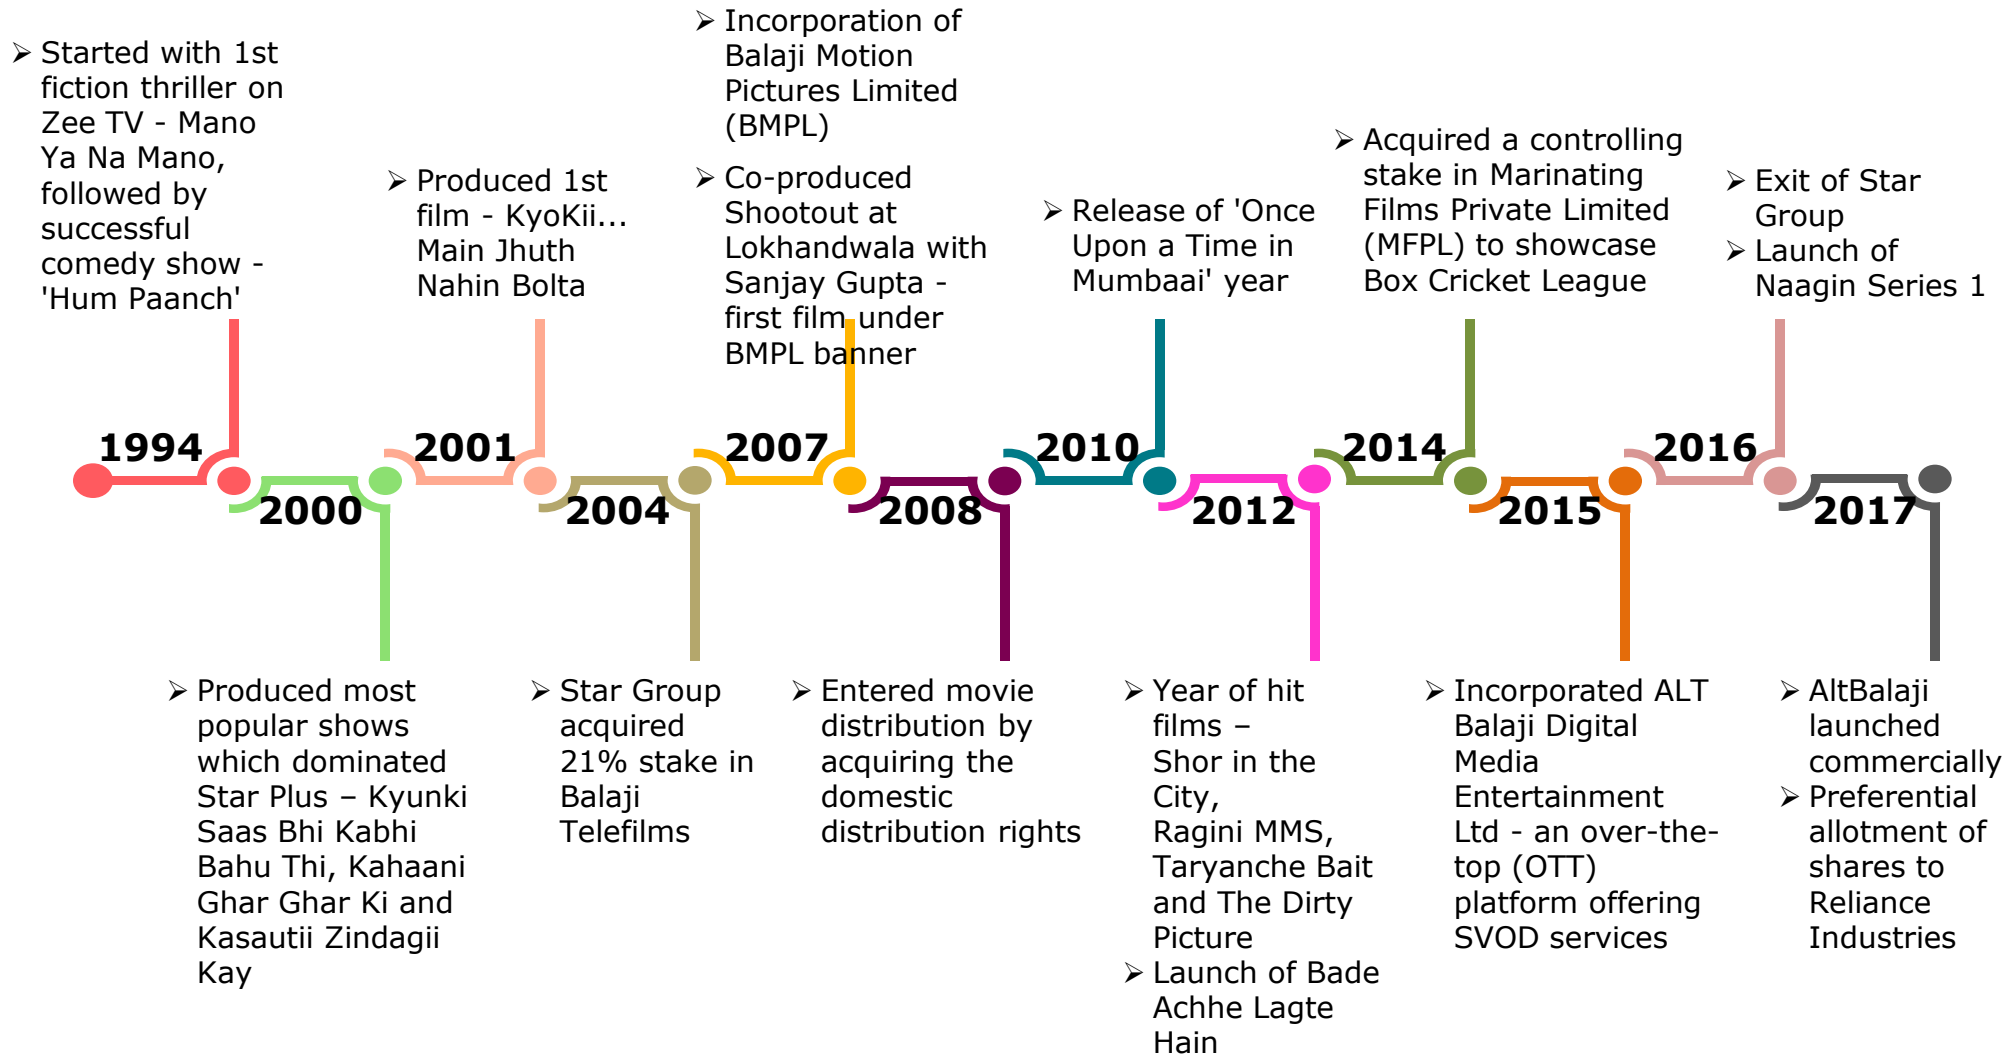 ➢ Started with 1st
fiction thriller on
Zee TV - Mano
Ya Na Mano,
followed by
successful
comedy show -
'Hum Paanch'
1994
➢ Produced most
popular shows
which dominated
Star Plus – Kyunki
Saas Bhi Kabhi
Bahu Thi, Kahaani
Ghar Ghar Ki and
Kasautii Zindagii
Kay
2000
➢ Produced 1st
film - KyoKii...
Main Jhuth
Nahin Bolta
2001
➢ Star Group
acquired
21% stake in
Balaji
Telefilms
2004
➢ Incorporation of
Balaji Motion
Pictures Limited
(BMPL)
➢ Co-produced
Shootout at
Lokhandwala with
Sanjay Gupta -
first film under
BMPL banner
2007
➢ Entered movie
distribution by
acquiring the
domestic
distribution rights
2008
➢ Release of 'Once
Upon a Time in
Mumbaai' year
2010
➢ Year of hit
films –
Shor in the
City,
Ragini MMS,
Taryanche Bait
and The Dirty
Picture
➢ Launch of Bade
Achhe Lagte
Hain
2012
➢ Acquired a controlling
stake in Marinating
Films Private Limited
(MFPL) to showcase
Box Cricket League
2014
➢ Incorporated ALT
Balaji Digital
Media
Entertainment
Ltd - an over-the-
top (OTT)
platform offering
SVOD services
2015
➢ Exit of Star
Group
➢ Launch of
Naagin Series 1
2016
➢ AltBalaji
launched
commercially
➢ Preferential
allotment of
shares to
Reliance
Industries
2017